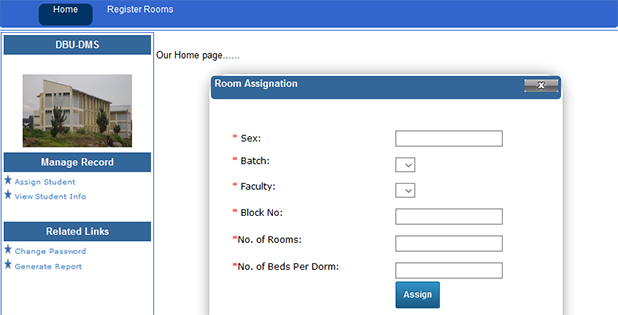 Home Register Rooms
DBU-DMS
Manage Record
Assign Student
View Student Info
Related Links
Change Password
Generate Report
Our Home page......
Room Assignation x
* Sex:
* Batch:
* Faculty:
* Block No:
*No. of Rooms:
*No. of Beds Per Dorm:
Assign